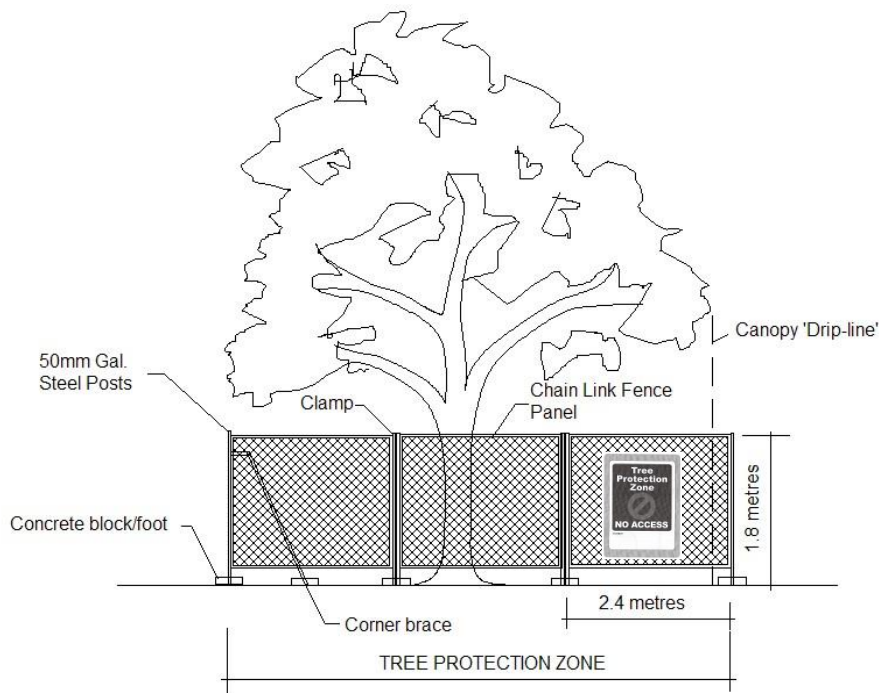 Canopy 'Drip-line'
50mm Gal.
Steel Posts
Clamp
Chain Link Fence
Panel
Tree
Protection
Zone
NO ACCESS
Concrete block/foot
1.8 metres
2.4 metres
Corner brace
TREE PROTECTION ZONE